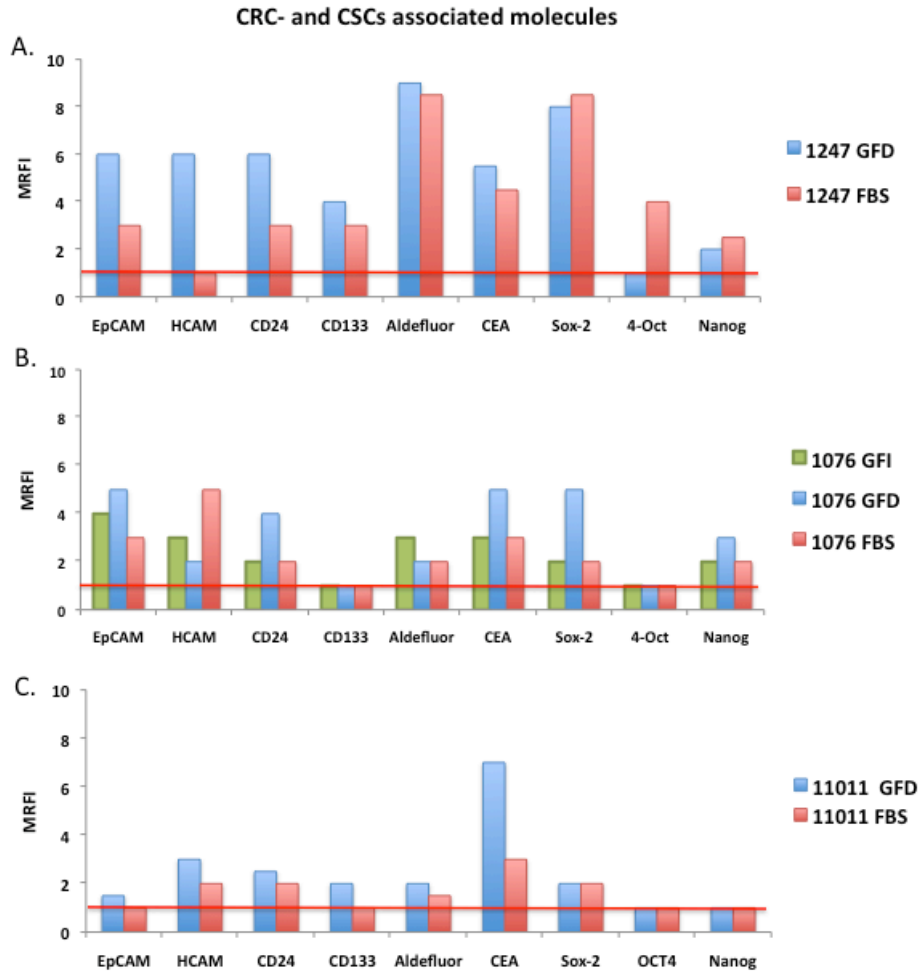 CRC- and CSCs associated molecules
A.
10
8
6
4
2
0
MRFI
EpCAM HCAM CD24 CD133 Aldefluor CEA Sox-2 4-Oct Nanog
1247 GFD
1247 FBS
B.
10
8
6
4
2
0
MRFI
EpCAM HCAM CD24 CD133 Aldefluor CEA Sox-2 4-Oct Nanog
1076 GFI
1076 GFD
1076 FBS
C.
10
8
6
4
2
0
MRFI
EpCAM HCAM CD24 CD133 Aldefluor CEA Sox-2 OCT4 Nanog
11011 GFD
11011 FBS